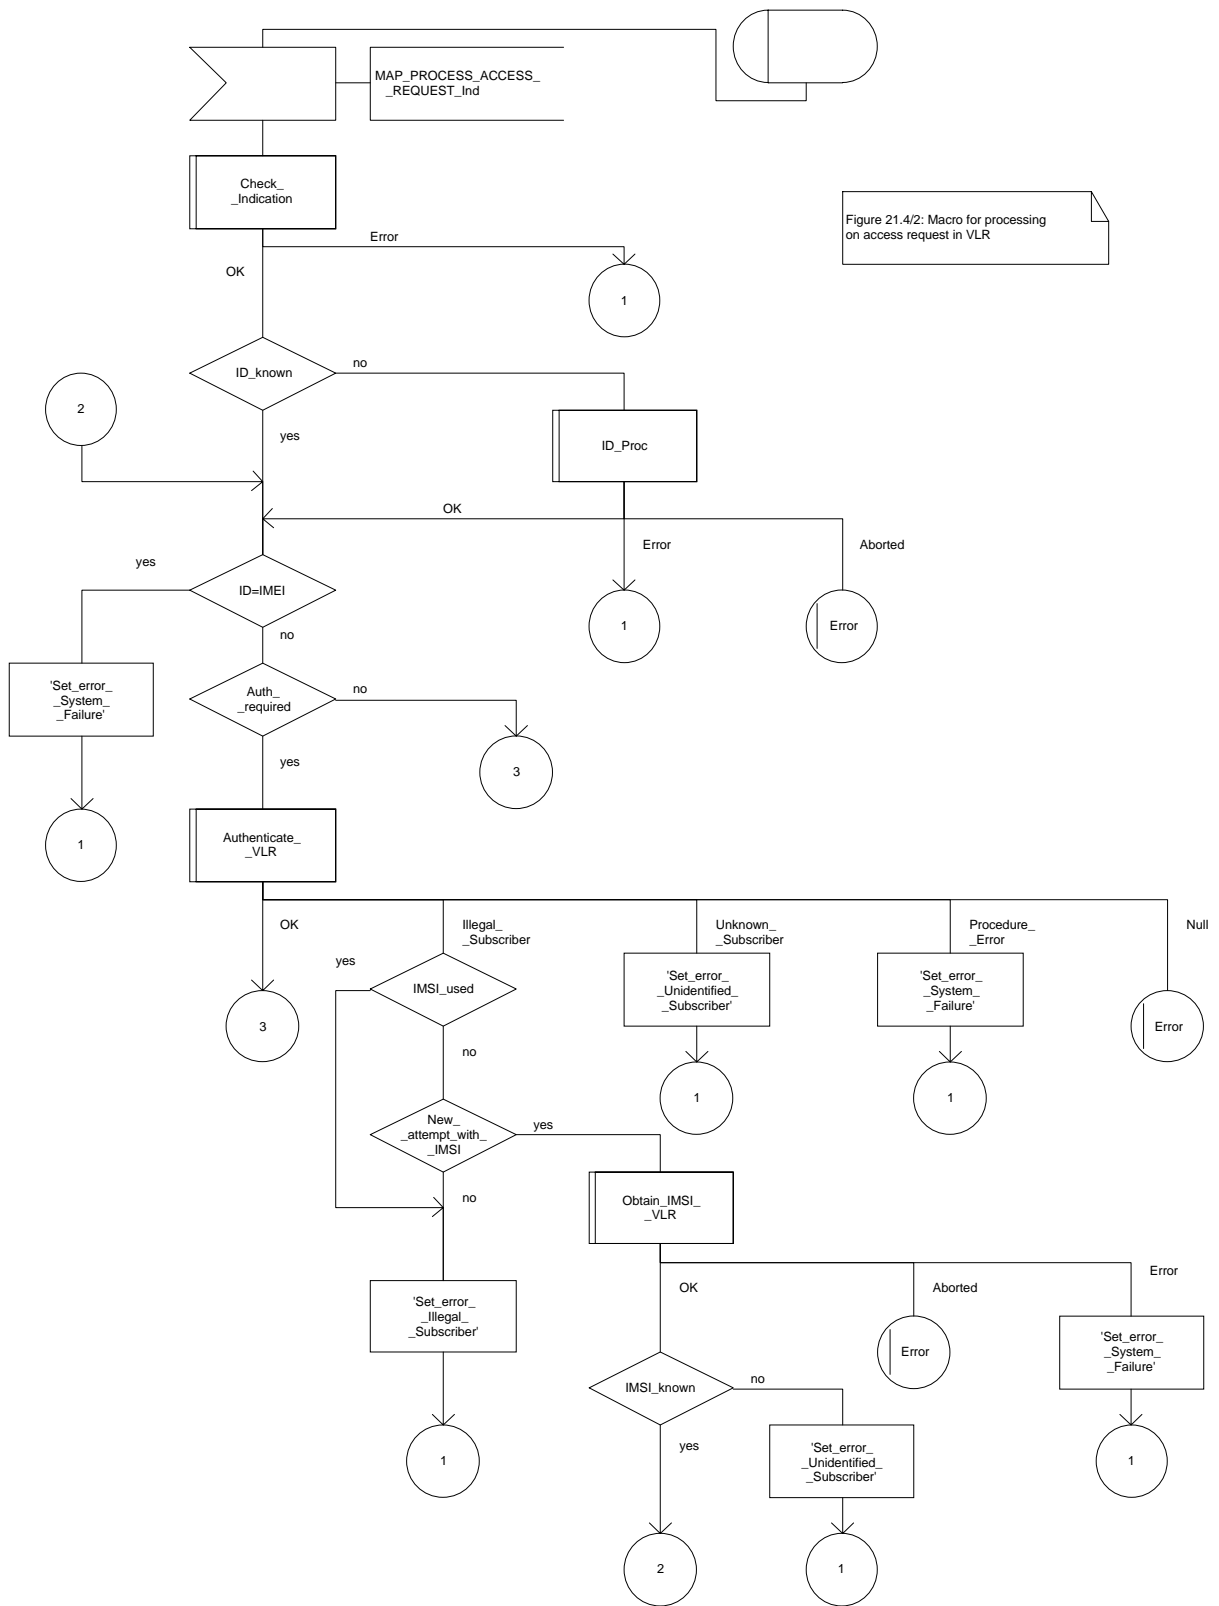 MAP_PROCESS_ACCESS_
_REQUEST_Ind
Check_
_Indication
Figure 21.4/2: Macro for processing
on access request in VLR
Error
OK
1
ID_known
no
2
yes
ID_Proc
OK
Error
Aborted
yes
ID=IMEI
1
Error
no
'Set_error_
_System_
_Failure'
Auth_
_required
no
yes
3
1
Authenticate_
_VLR
OK
Illegal_
_Subscriber
Unknown_
_Subscriber
Procedure_
_Error
Null
yes
IMSI_used
'Set_error_
_Unidentified_
_Subscriber'
'Set_error_
_System_
_Failure'
3
Error
no
1
1
New_
_attempt_with_
_IMSI
yes
no
Obtain_IMSI_
_VLR
OK
Aborted
Error
'Set_error_
_Illegal_
_Subscriber'
Error
'Set_error_
_System_
_Failure'
IMSI_known
no
yes
1
'Set_error_
_Unidentified_
_Subscriber'
1
2
1